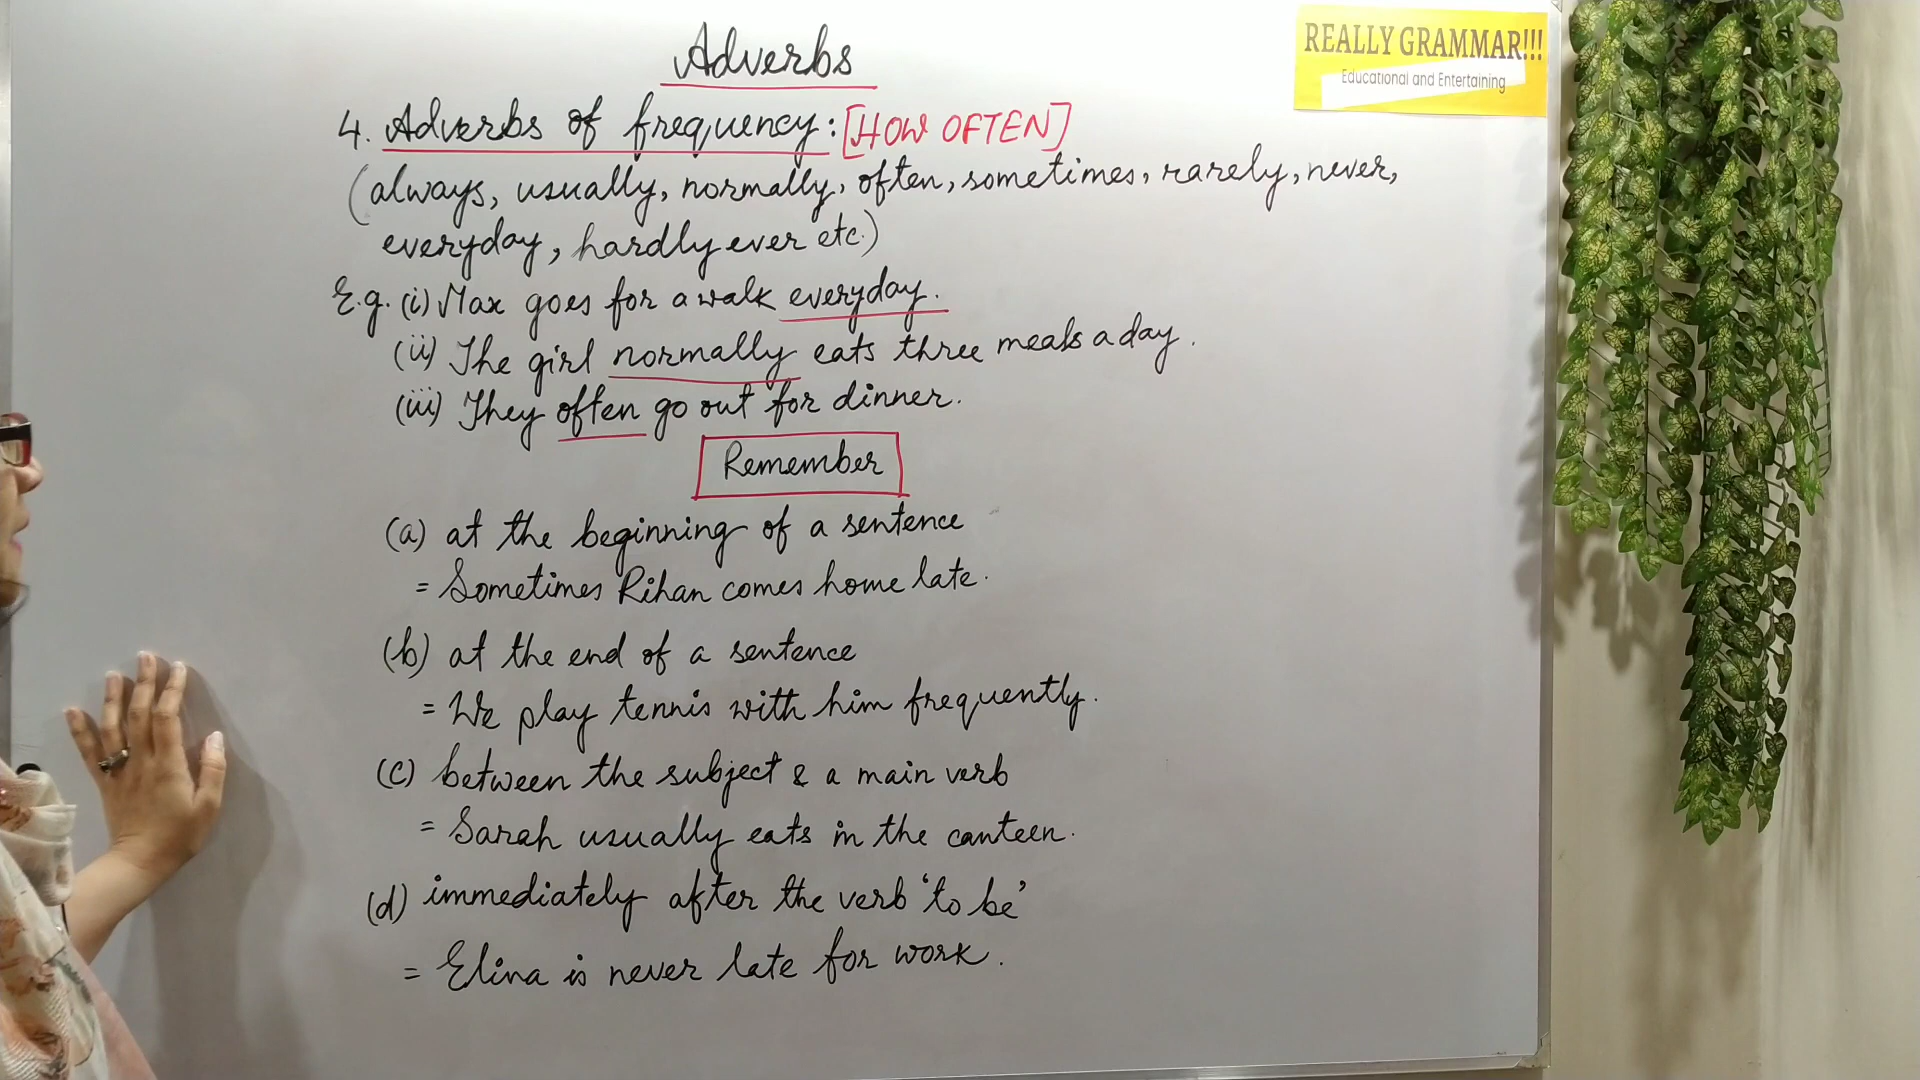 Adverbs
REALLY GRAMMAR!!!
Educational and Entertaining
4. Adverbs of frequency: [HOW OFTEN]
(always, usually, normally, often, sometimes, rarely, never,
everyday, hardly ever etc.)
E.g. (i) Max goes for a walk everyday.
(ii) The girl normally eats three meals a day.
(iii) They often go out for dinner.
Remember
(a) at the beginning of a sentence
= Sometimes Rihan comes home late.
(b) at the end of a sentence
= We play tennis with him frequently.
(c) between the subject & a main verb
= Sarah usually eats in the canteen.
(d) immediately after the verb 'to be'
= Elina is never late for work.